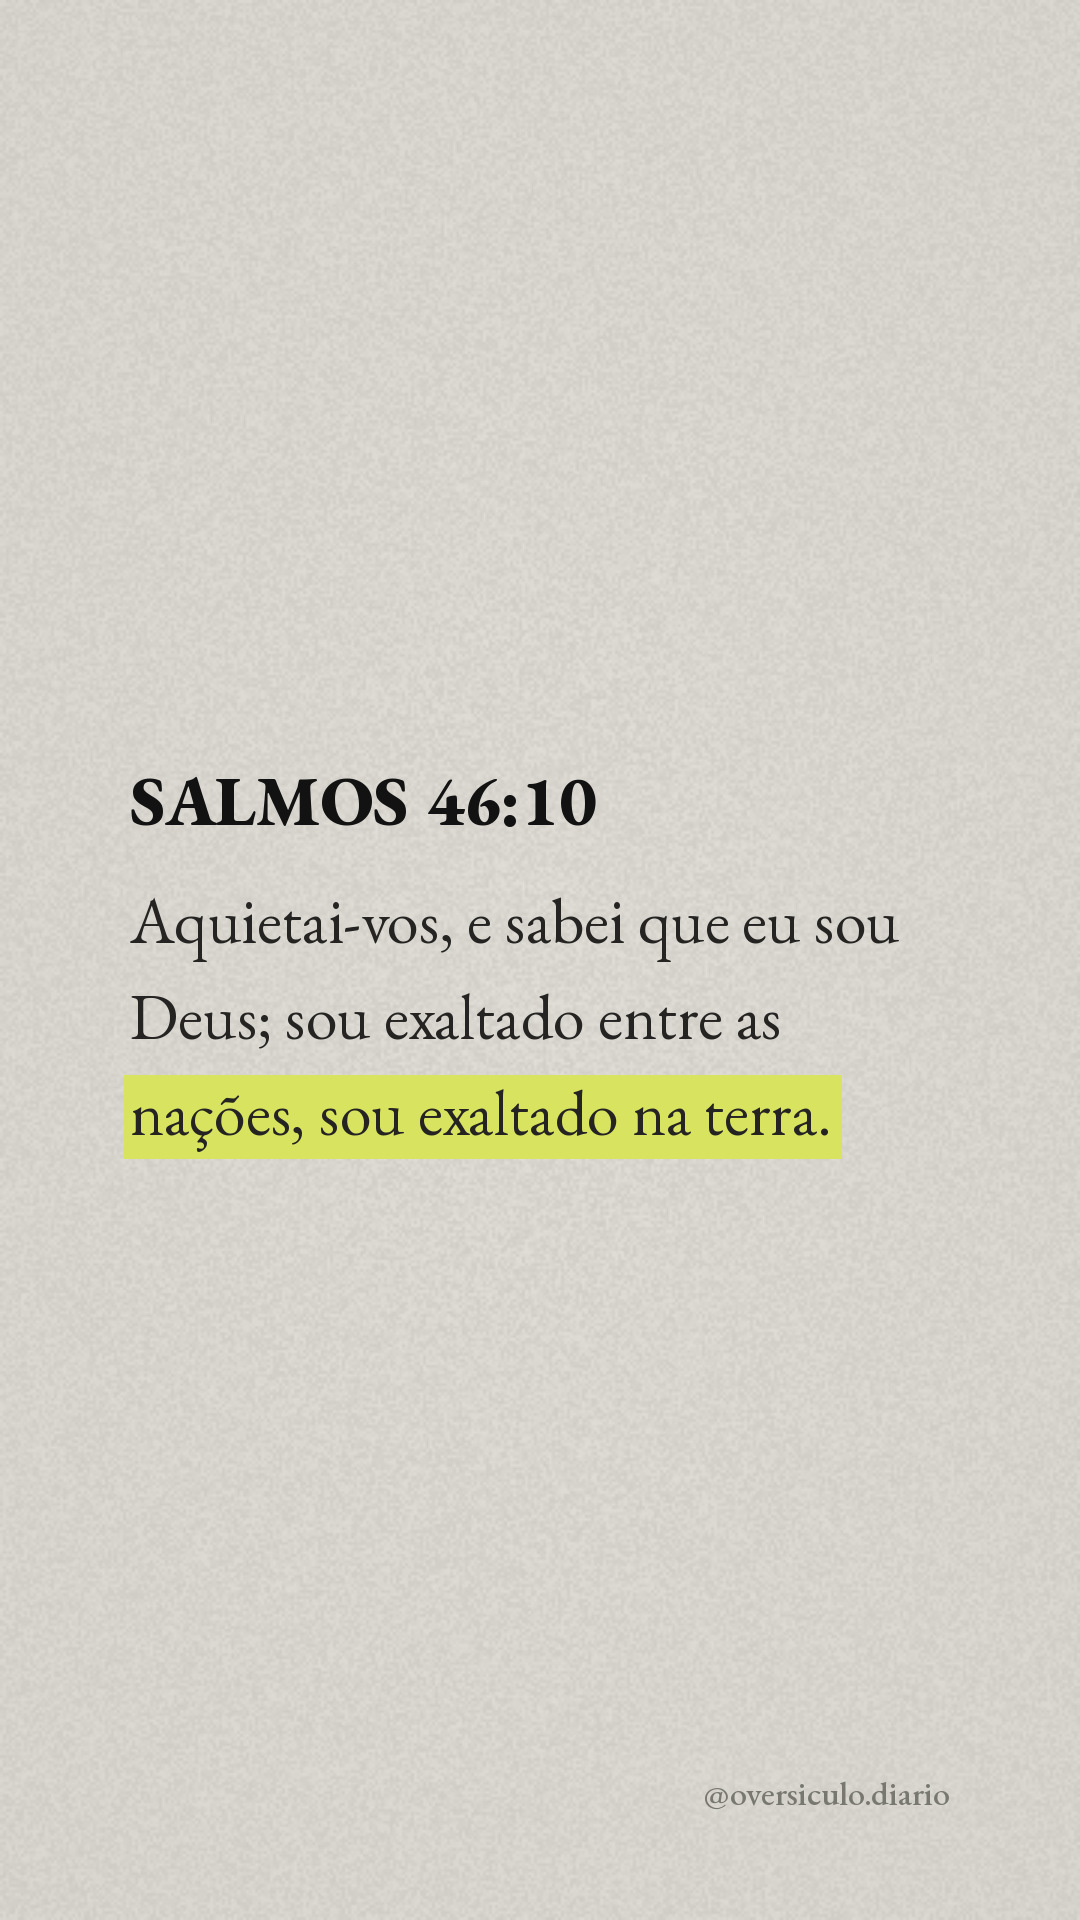 SALMOS 46:10
Aquietai-vos, e sabei que eu sou
Deus; sou exaltado entre as
nações, sou exaltado na terra.
@oversiculo.diario